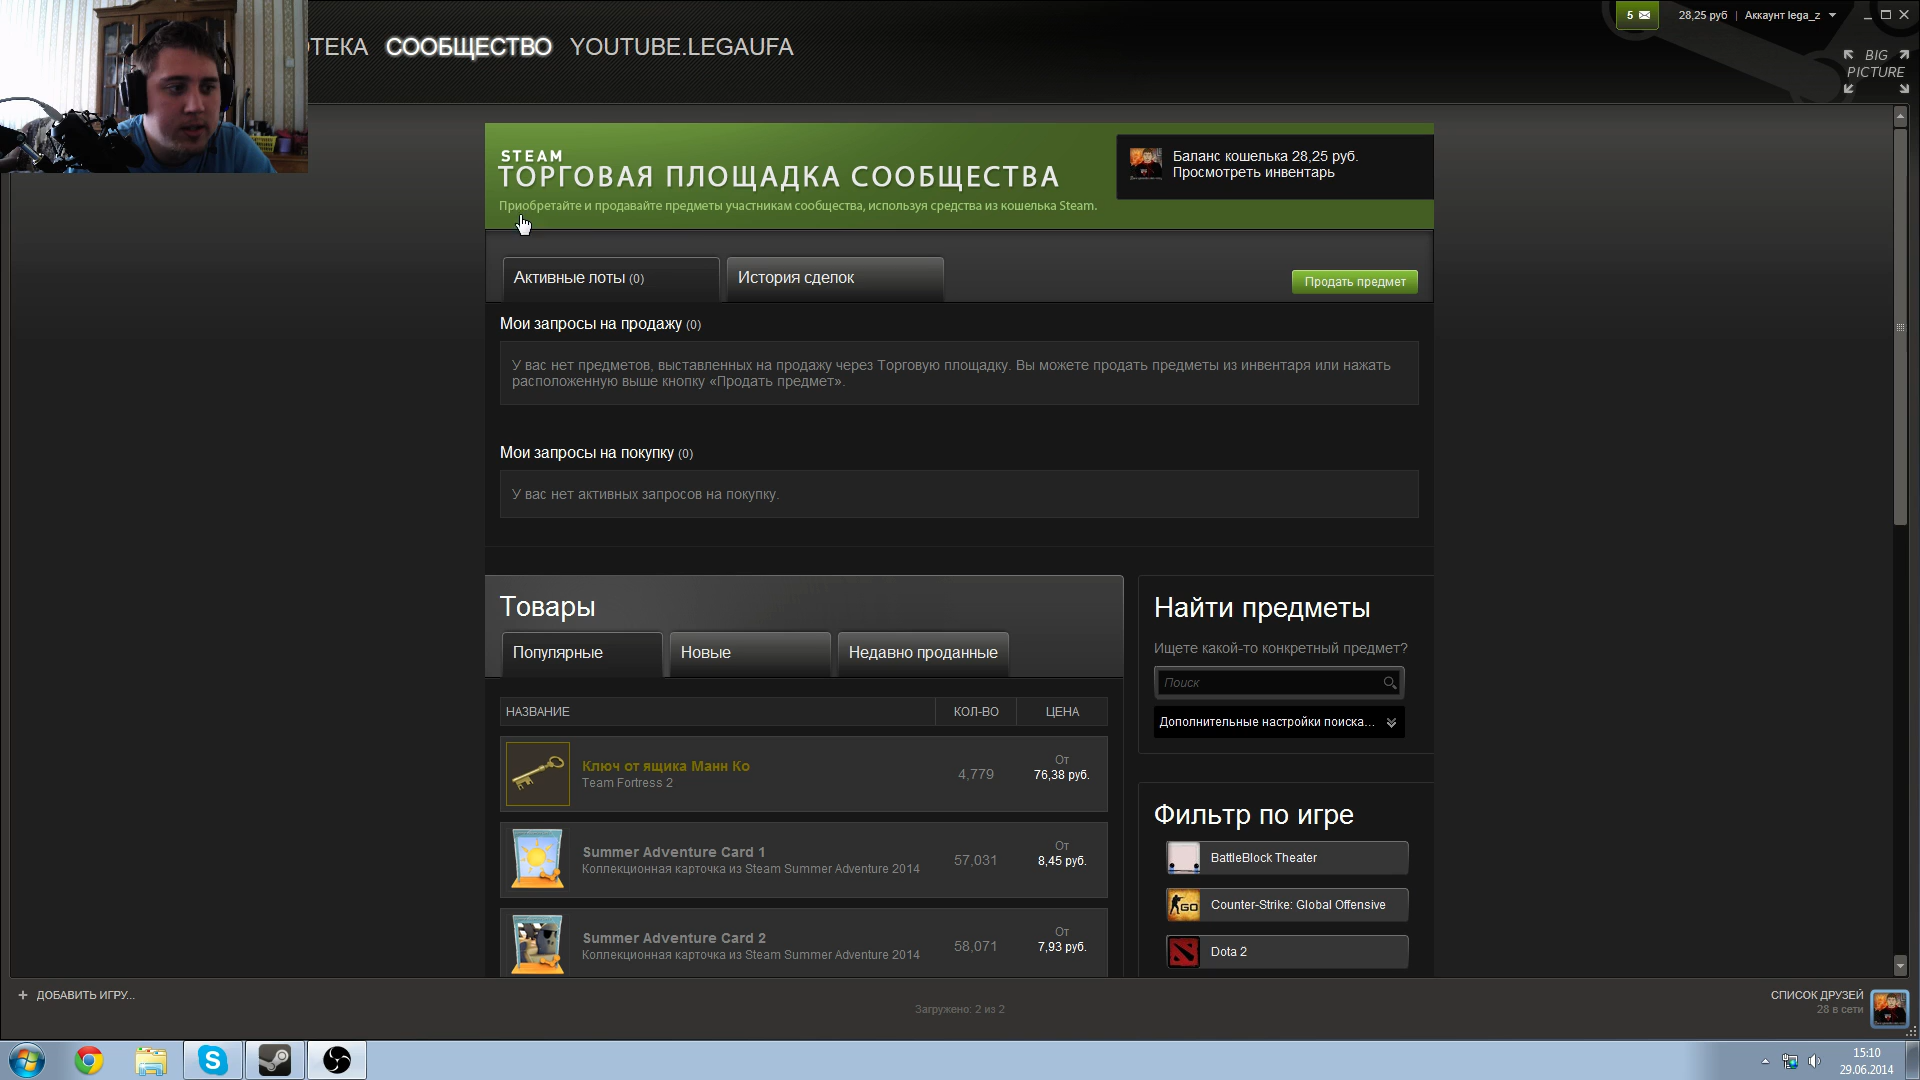 ТЕКА СООБЩЕСТВО YOUTUBE.LEGAUFA
5 28,25 руб | Аккаунт lega_z
BIG
PICTURE
STEAM
ТОРГОВАЯ ПЛОЩАДКА СООБЩЕСТВА
Приобретайте и продавайте предметы участникам сообщества, используя средства из кошелька Steam.
Баланс кошелька 28,25 руб.
Просмотреть инвентарь
Активные лоты (0)
История сделок
Продать предмет
Мои запросы на продажу (0)
У вас нет предметов, выставленных на продажу через Торговую площадку. Вы можете продать предметы из инвентаря или нажать
расположенную выше кнопку «Продать предмет».
Мои запросы на покупку (0)
У вас нет активных запросов на покупку.
Товары
Популярные
Новые
Недавно проданные
НАЗВАНИЕ КОЛ-ВО ЦЕНА
Ключ от ящика Манн Ко
Team Fortress 2
4,779
От
76,38 руб.
Summer Adventure Card 1
Коллекционная карточка из Steam Summer Adventure 2014
57,031
От
8,45 руб.
Summer Adventure Card 2
Коллекционная карточка из Steam Summer Adventure 2014
58,071
От
7,93 руб.
Найти предметы
Ищете какой-то конкретный предмет?
Поиск
Дополнительные настройки поиска...
Фильтр по игре
BattleBlock Theater
GO
Counter-Strike: Global Offensive
Dota 2
+ ДОБАВИТЬ ИГРУ...
Загружено: 2 из 2
СПИСОК ДРУЗЕЙ
28 в сети
15:10
29.06.2014